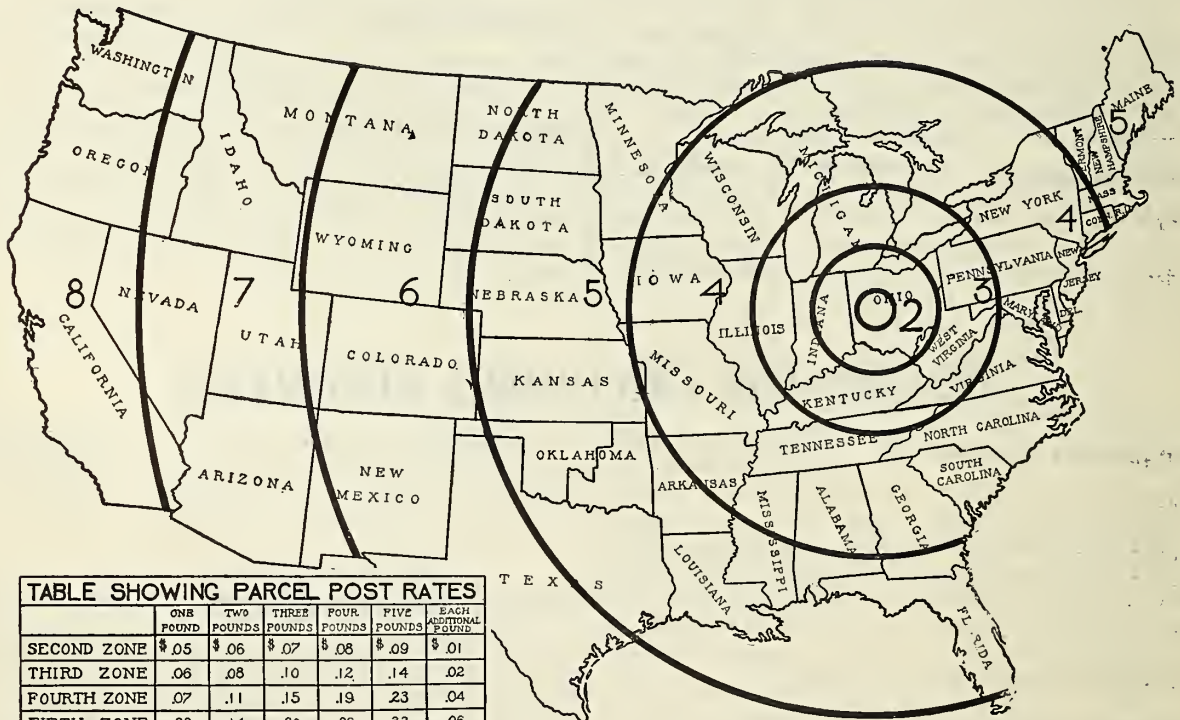 WASHINGTON
OREGON
CALIFORNIA
NEVADA
IDAHO
MONTANA
WYOMING
UTAH
COLORADO
ARIZONA
NEW
MEXICO
NORTH
DAKOTA
SOUTH
DAKOTA
NEBRASKA
KANSAS
OKLAHOMA
TEXAS
MINNESOTA
IOWA
MISSOURI
ARKANSAS
LOUISIANA
WISCONSIN
ILLINOIS
MICHIGAN
INDIANA
OHIO
KENTUCKY
TENNESSEE
MISSISSIPPI
ALABAMA
GEORGIA
FLORIDA
SOUTH
CAROLINA
NORTH CAROLINA
VIRGINIA
WEST
VIRGINIA
MARY
DEL.
PENNSYLVANIA
NEW
JERSEY
NEW YORK
CONN.
R.I.
MASS
VERMONT
NEW
HAMPSHIRE
MAINE
8
7
6
5
4
2
3
4
5
TABLE SHOWING PARCEL POST RATES
ONE POUND TWO POUNDS THREE POUNDS FOUR POUNDS FIVE POUNDS EACH ADDITIONAL POUND
SECOND ZONE $.05 $.06 $.07 $.08 $.09 $.01
THIRD ZONE .06 .08 .10 .12 .14 .02
FOURTH ZONE .07 .11 .15 .19 .23 .04